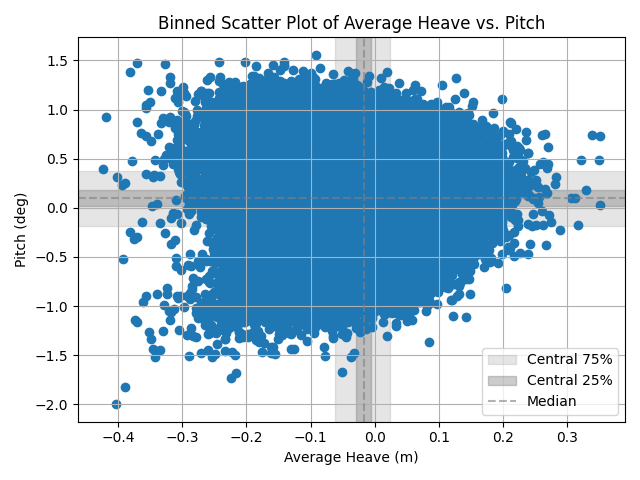 Binned Scatter Plot of Average Heave vs. Pitch
Pitch (deg)
1.5
1.0
0.5
0.0
−0.5
−1.0
−1.5
−2.0
Central 75%
Central 25%
Median
−0.4 −0.3 −0.2 −0.1 0.0 0.1 0.2 0.3
Average Heave (m)